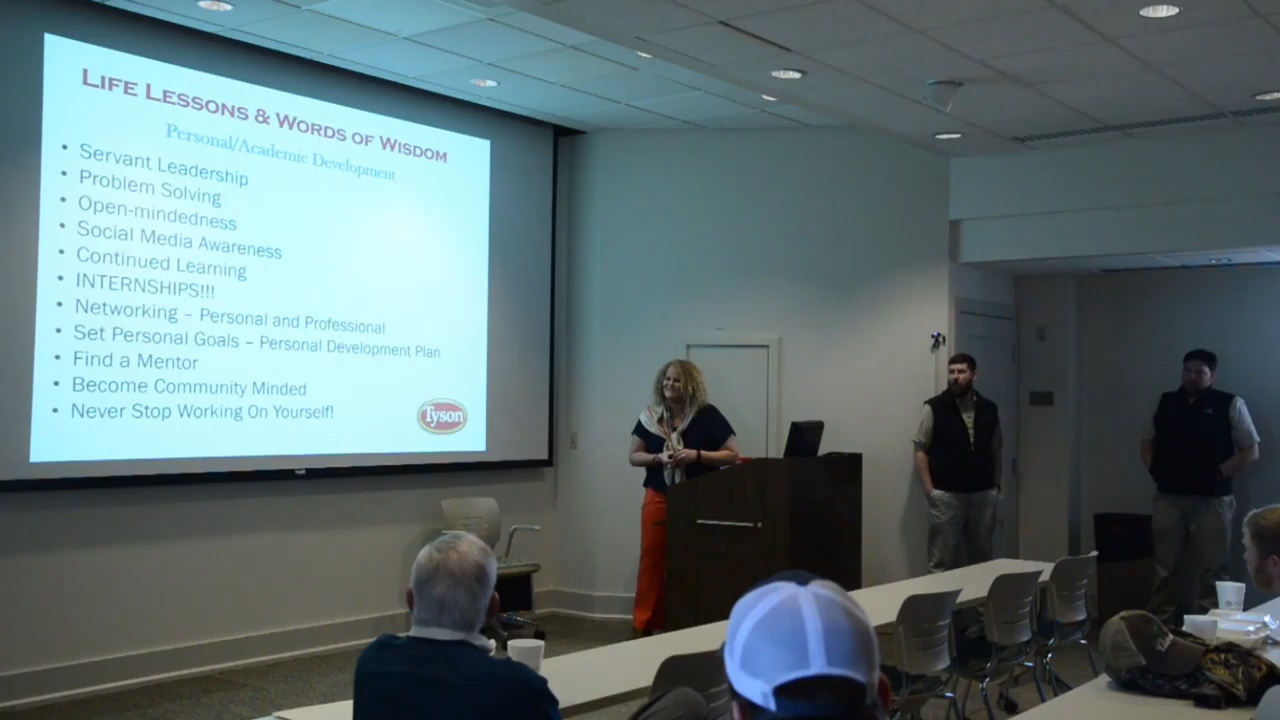 LIFE LESSONS & WORDS OF WISDOM
Personal/Academic Development
• Servant Leadership
• Problem Solving
• Open-mindedness
• Social Media Awareness
• Continued Learning
• INTERNSHIPS!!!
• Networking – Personal and Professional
• Set Personal Goals – Personal Development Plan
• Find a Mentor
• Become Community Minded
• Never Stop Working On Yourself!
Tyson